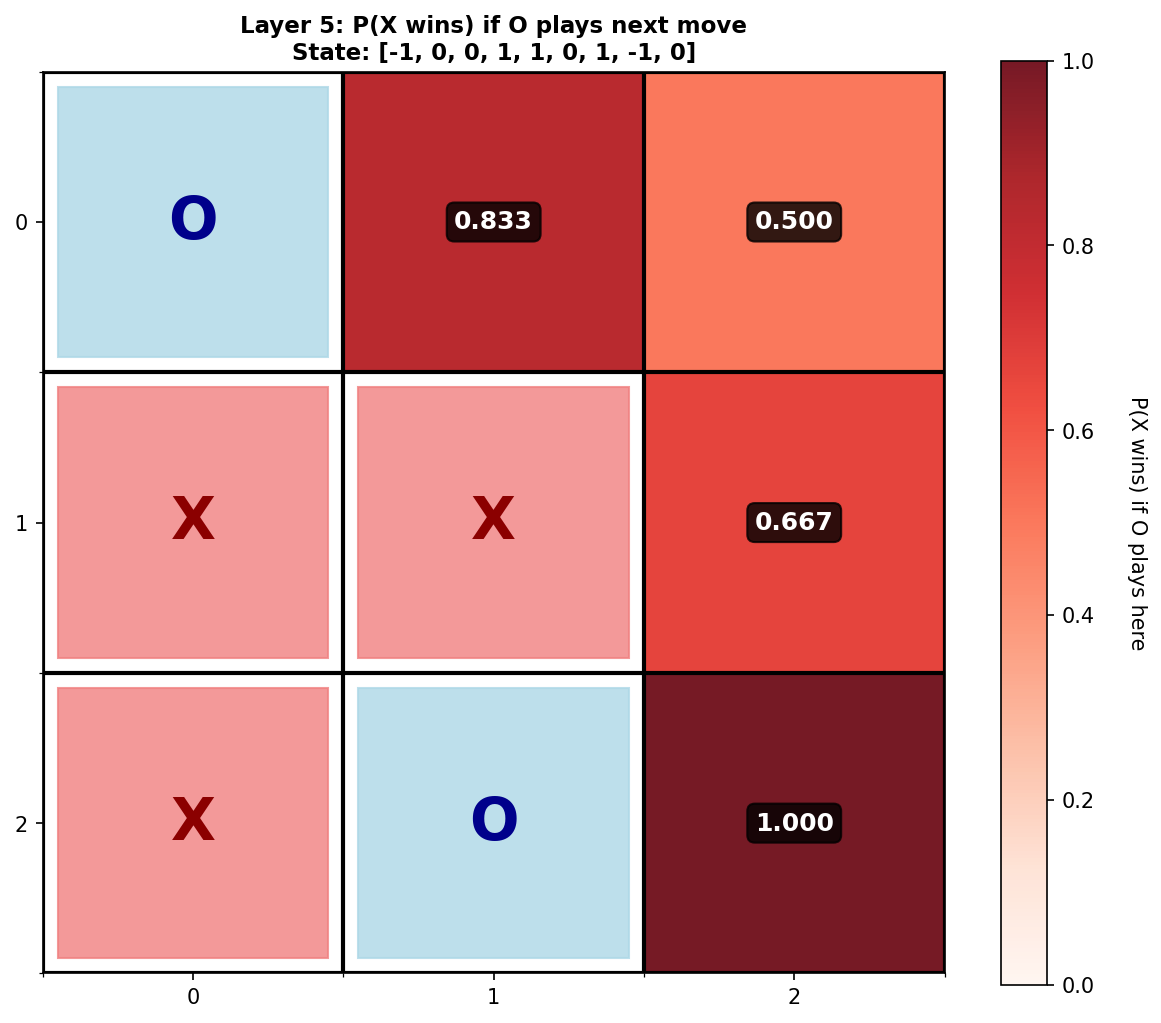 Layer 5: P(X wins) if O plays next move
State: [-1, 0, 0, 1, 1, 0, 1, -1, 0]
0
O
0.833
0.500
1
X
X
0.667
2
X
O
1.000
0
1
2
1.0
0.8
0.6
0.4
0.2
0.0
P(X wins) if O plays here